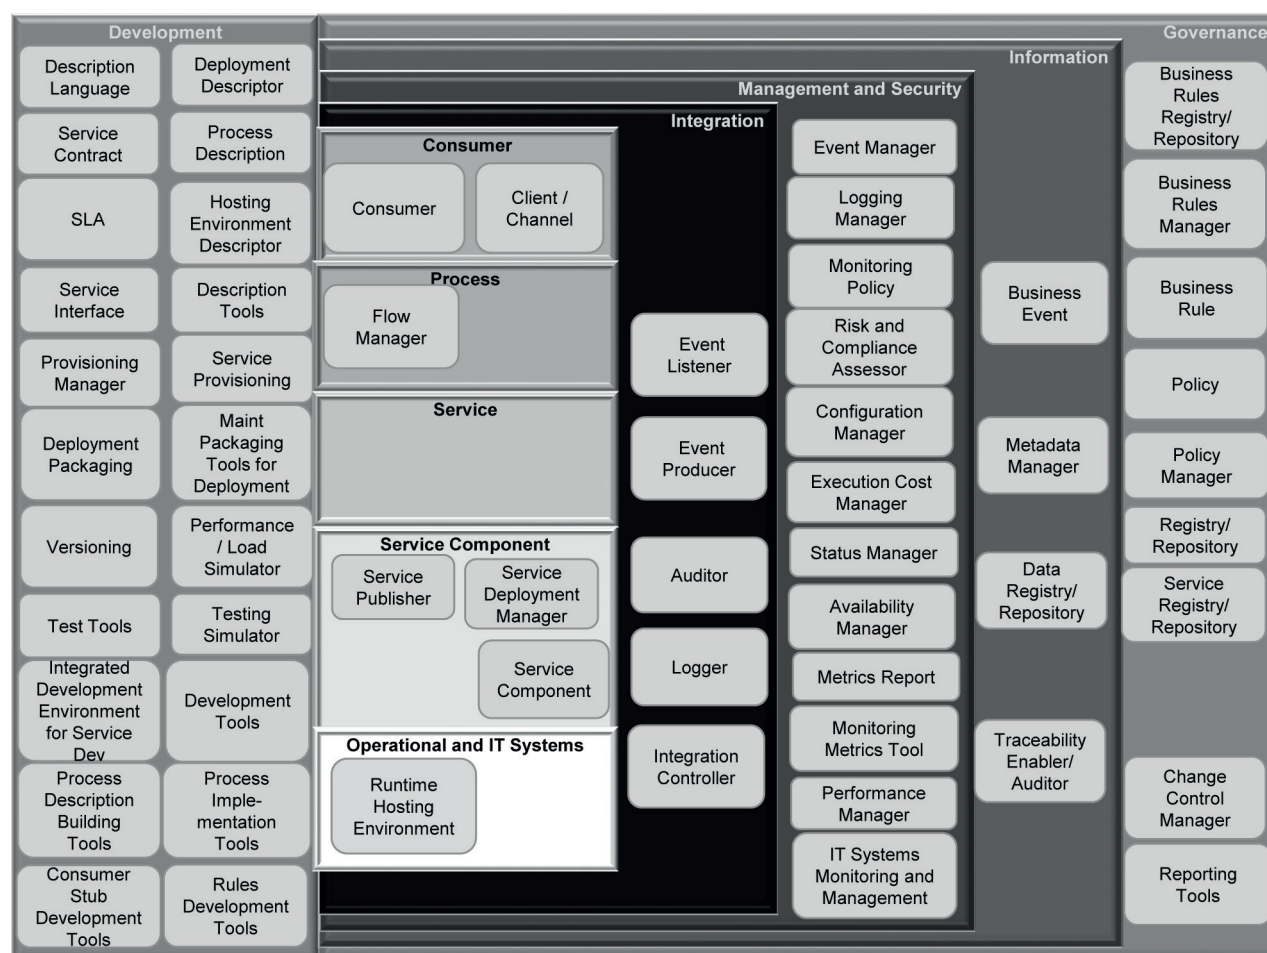 Development
Description
Language
Deployment
Descriptor
Service
Contract
Process
Description
SLA
Hosting
Environment
Descriptor
Service
Interface
Description
Tools
Provisioning
Manager
Service
Provisioning
Deployment
Packaging
Maint
Packaging
Tools for
Deployment
Versioning
Performance
/ Load
Simulator
Test Tools
Testing
Simulator
Integrated
Development
Environment
for Service
Dev
Development
Tools
Process
Description
Building
Tools
Process
Imple-
mentation
Tools
Consumer
Stub
Development
Tools
Rules
Development
Tools
Consumer
Consumer
Client /
Channel
Process
Flow
Manager
Service
Service Component
Service
Publisher
Service
Deployment
Manager
Service
Component
Operational and IT Systems
Runtime
Hosting
Environment
Integration
Event
Listener
Event
Producer
Auditor
Logger
Integration
Controller
Management and Security
Event Manager
Logging
Manager
Monitoring
Policy
Risk and
Compliance
Assessor
Configuration
Manager
Execution Cost
Manager
Status Manager
Availability
Manager
Metrics Report
Monitoring
Metrics Tool
Performance
Manager
IT Systems
Monitoring and
Management
Information
Business
Event
Metadata
Manager
Data
Registry/
Repository
Traceability
Enabler/
Auditor
Governance
Business
Rules
Registry/
Repository
Business
Rules
Manager
Business
Rule
Policy
Policy
Manager
Registry/
Repository
Service
Registry/
Repository
Change
Control
Manager
Reporting
Tools